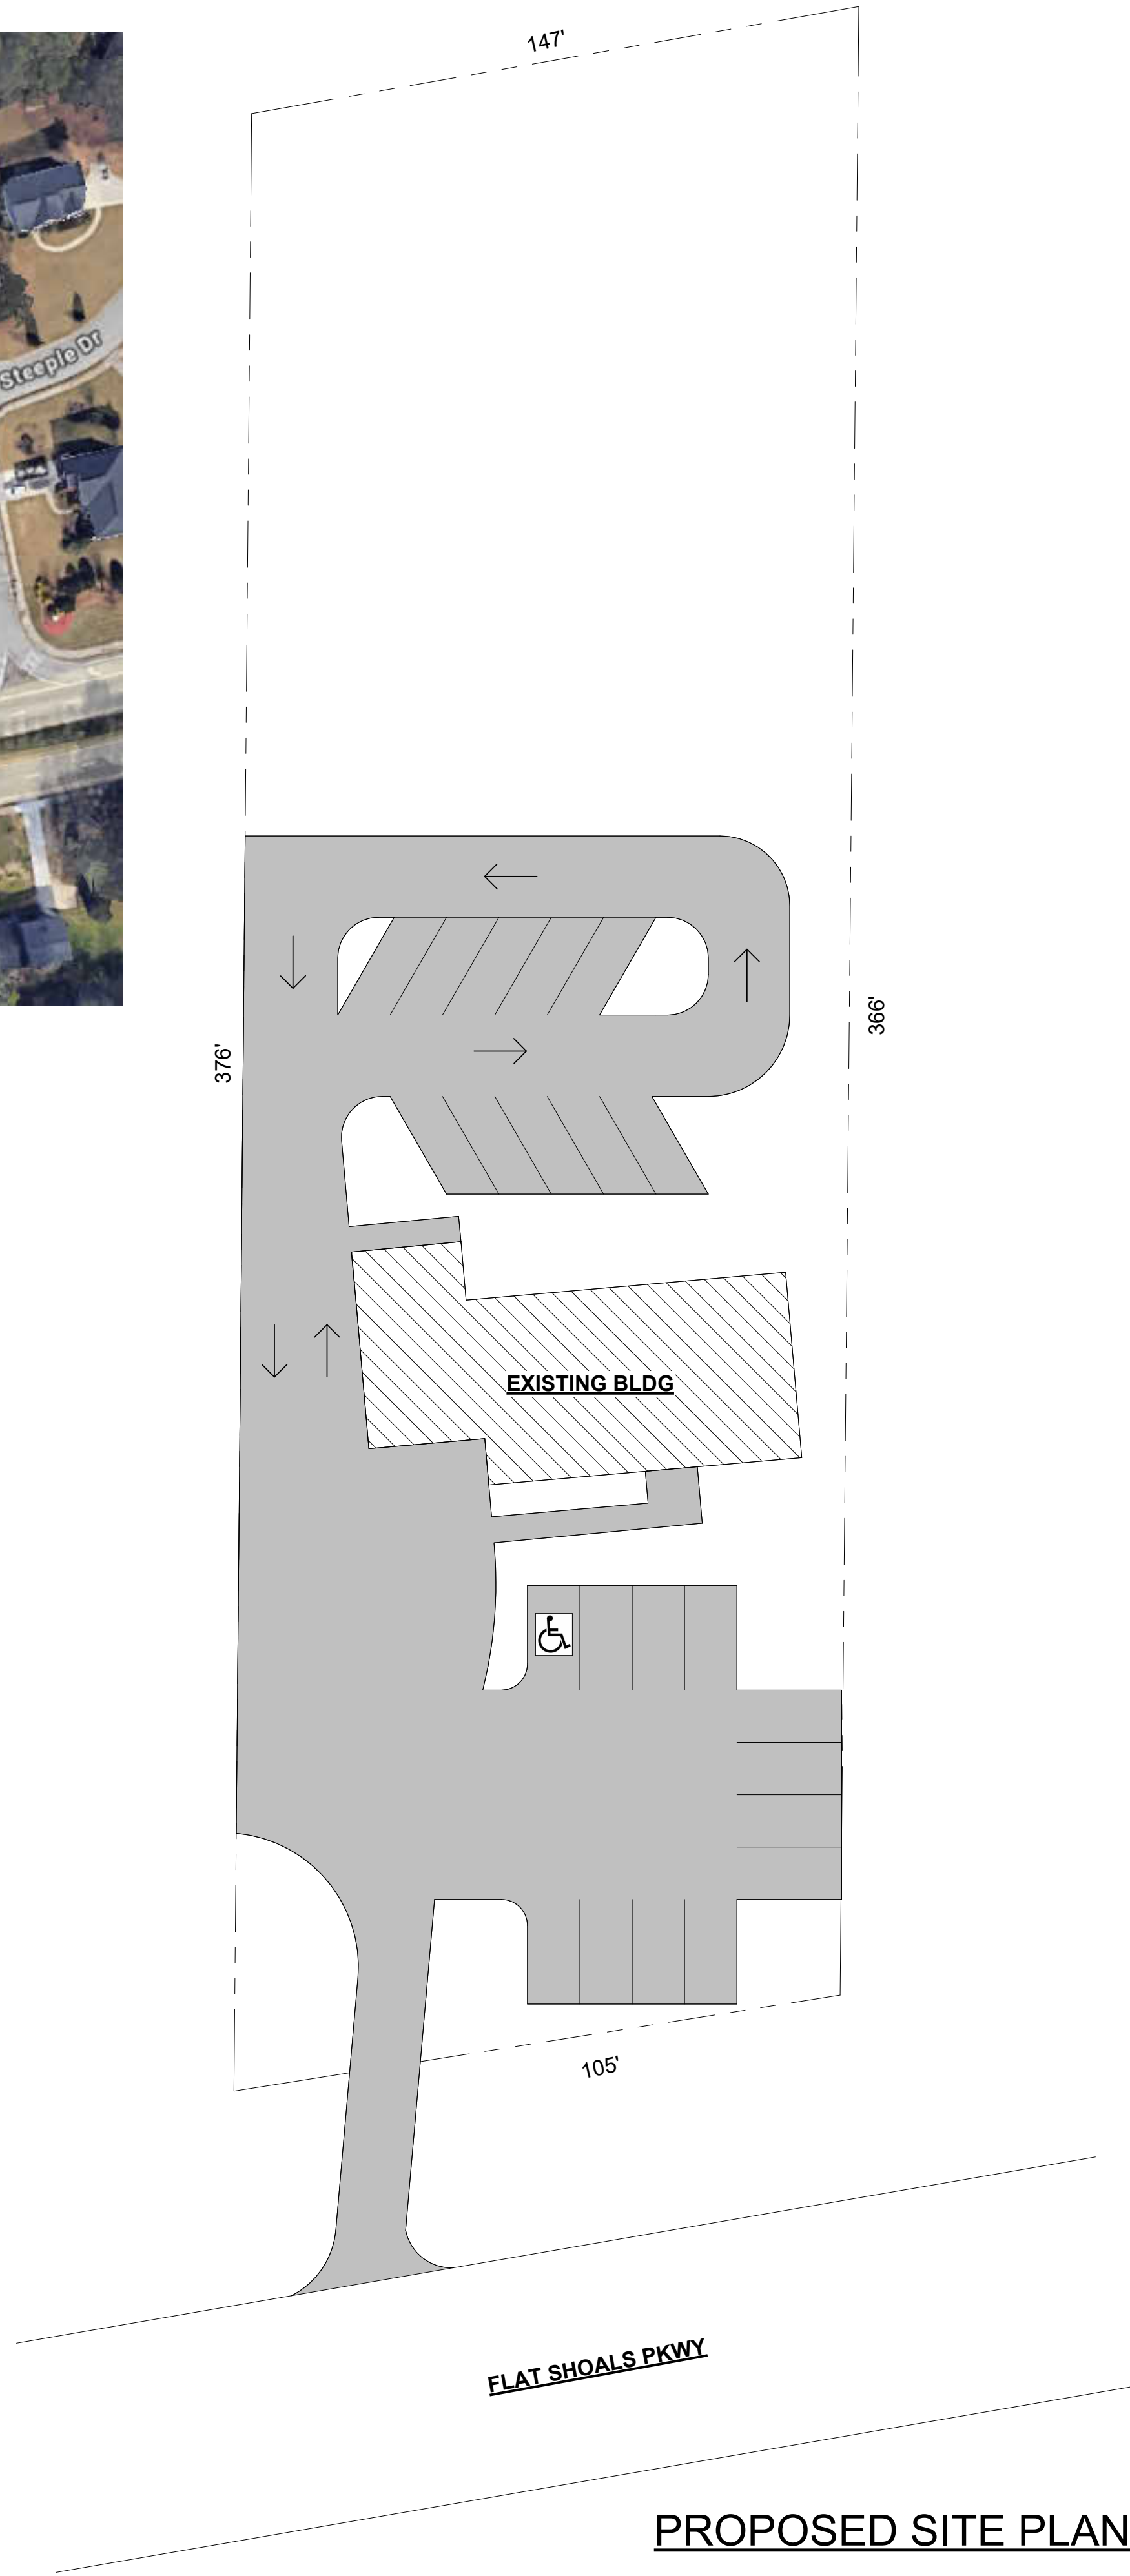 147'
Steeple Dr
376'
366'
EXISTING BLDG
105'
FLAT SHOALS PKWY
PROPOSED SITE PLAN